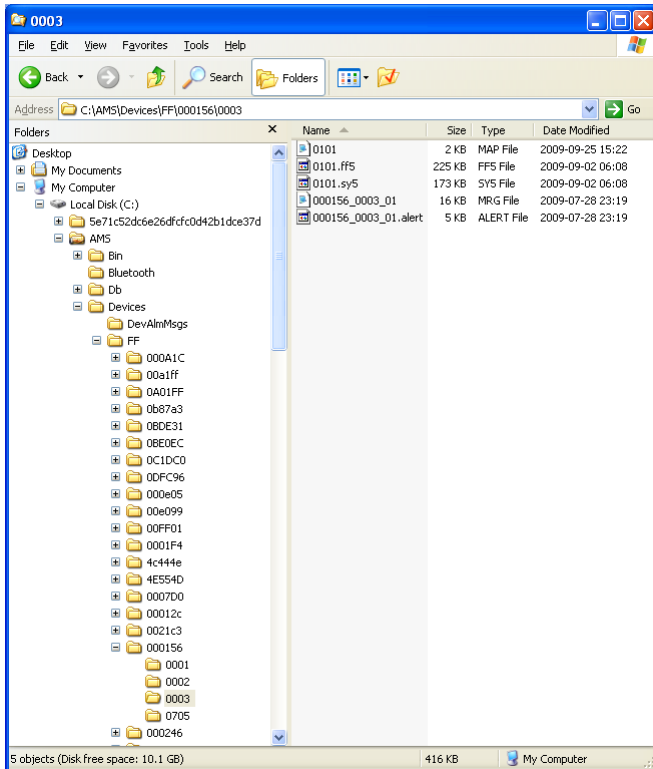 0003
File Edit View Favorites Tools Help
Back Search Folders
Address C:\AMS\Devices\FF\000156\0003 Go
Folders × Name Size Type Date Modified
Desktop
My Documents
My Computer
Local Disk (C:)
5e71c52dc6e26dfcfc0d42b1dce37d
AMS
Bin
Bluetooth
Db
Devices
DevAlmMsgs
FF
000A1C
00a1ff
0A01FF
0b87a3
0BDE31
0BE0EC
0C1DC0
0DFC96
000e05
00e099
00FF01
0001F4
4c444e
4E554D
0007D0
00012c
0021c3
000156
0001
0002
0003
0705
000246
0101 2 KB MAP File 2009-09-25 15:22
0101.ff5 225 KB FF5 File 2009-09-02 06:08
0101.sy5 173 KB SY5 File 2009-09-02 06:08
000156_0003_01 16 KB MRG File 2009-07-28 23:19
000156_0003_01.alert 5 KB ALERT File 2009-07-28 23:19
5 objects (Disk free space: 10.1 GB) 416 KB My Computer